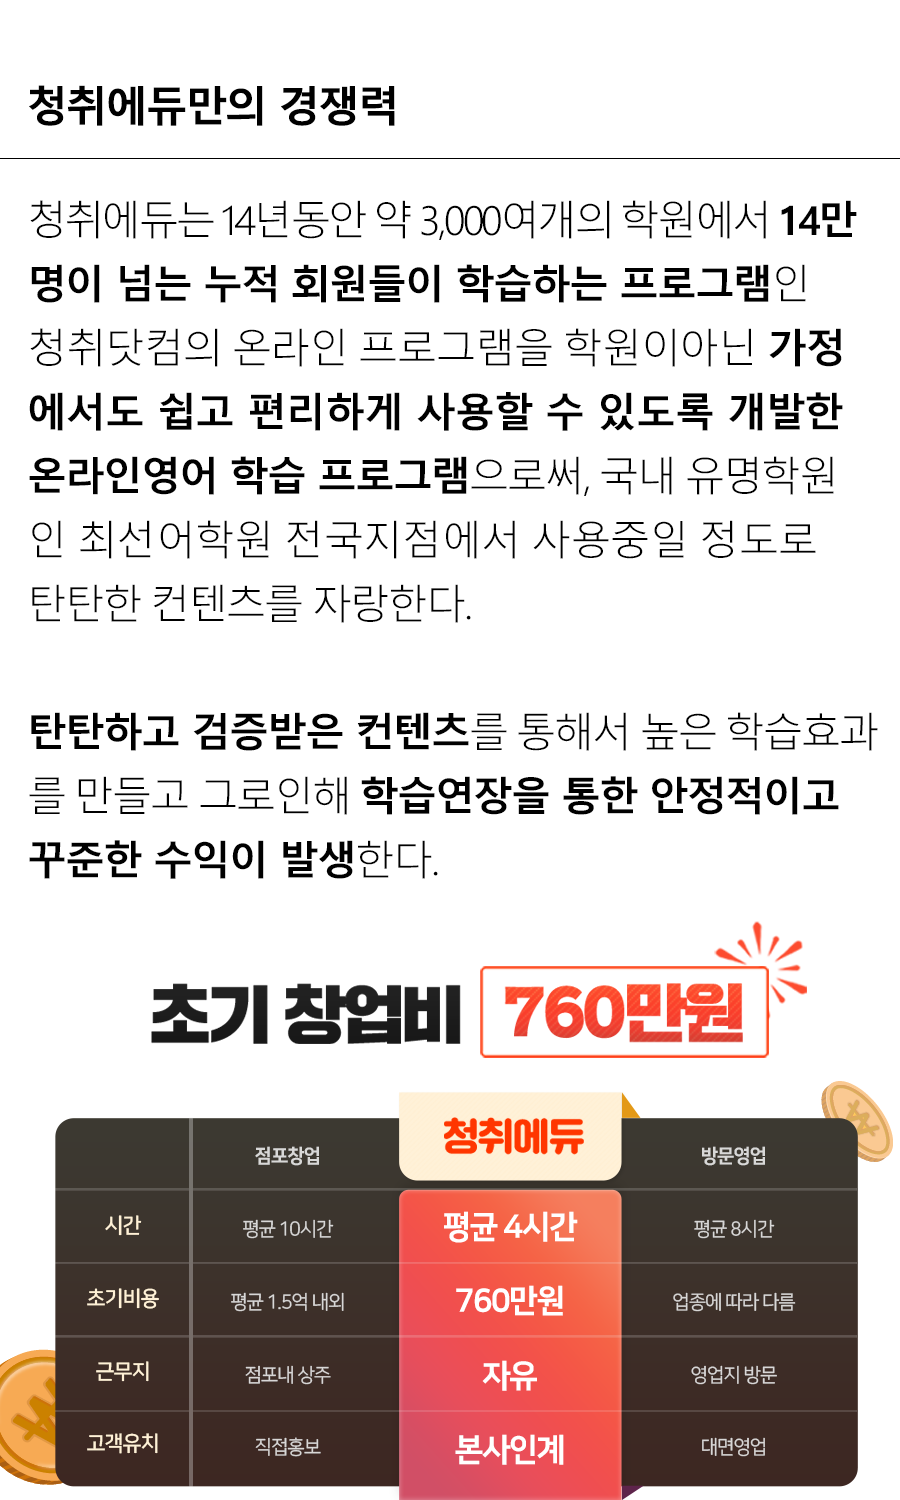 청취에듀만의 경쟁력
청취에듀는 14년동안 약 3,000여개의 학원에서 14만
명이 넘는 누적 회원들이 학습하는 프로그램인
청취닷컴의 온라인 프로그램을 학원이아닌 가정
에서도 쉽고 편리하게 사용할 수 있도록 개발한
온라인영어 학습 프로그램으로써, 국내 유명학원
인 최선어학원 전국지점에서 사용중일 정도로
탄탄한 컨텐츠를 자랑한다.
탄탄하고 검증받은 컨텐츠를 통해서 높은 학습효과
를 만들고 그로인해 학습연장을 통한 안정적이고
꾸준한 수익이 발생한다.
초기 창업비 760만원
점포창업 청취에듀 방문영업
시간 평균 10시간 평균 4시간 평균 8시간
초기비용 평균 1.5억 내외 760만원 업종에 따라 다름
근무지 점포내 상주 자유 영업지 방문
고객유치 직접홍보 본사인계 대면영업